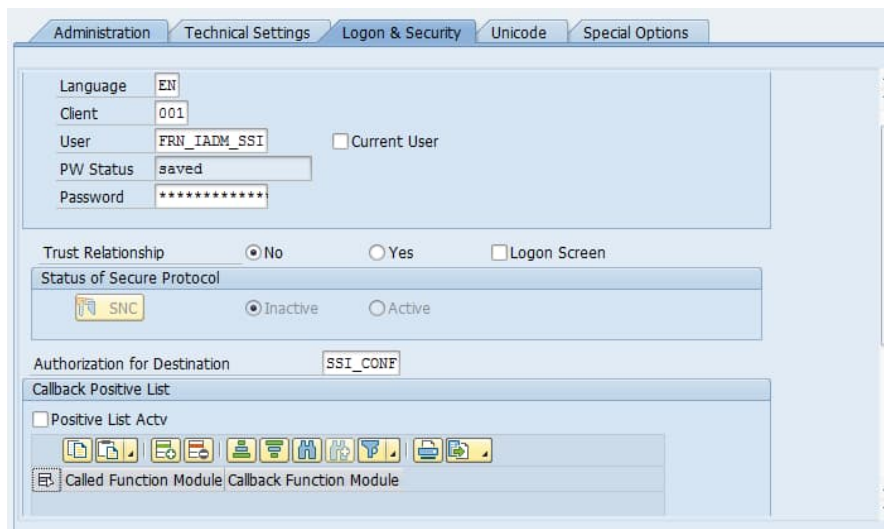 Administration Technical Settings Logon & Security Unicode Special Options
Language EN
Client 001
User FRN_IADM_SSI Current User
PW Status saved
Password *************
Trust Relationship No Yes Logon Screen
Status of Secure Protocol
SNC Inactive Active
Authorization for Destination SSI_CONF
Callback Positive List
Positive List Actv
Called Function Module Callback Function Module